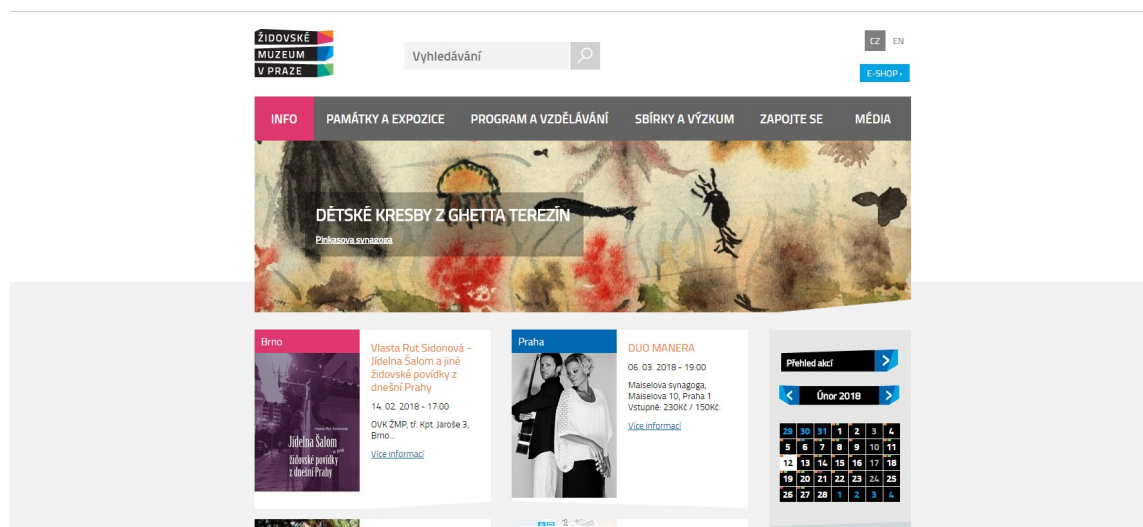 ŽIDOVSKÉ
MUZEUM
V PRAZE
Vyhledávání
CZ EN
E-SHOP ›
INFO PAMÁTKY A EXPOZICE PROGRAM A VZDĚLÁVÁNÍ SBÍRKY A VÝZKUM ZAPOJTE SE MÉDIA
DĚTSKÉ KRESBY Z GHETTA TEREZÍN
Pinkasova synagoga
Brno
Vlasta Rut Sidonová -
Jídelna Šalom a jiné
židovské povídky z
dnešní Prahy
14. 02. 2018 - 17:00
OVK ŽMP, tř. Kpt. Jaroše 3,
Brno...
Více informací
Vlasta Rut Sidonová
Jídelna Šalom
a jiné
židovské povídky
z dnešní Prahy
Praha
DUO MANERA
06. 03. 2018 - 19:00
Maiselova synagoga,
Maiselova 10, Praha 1
Vstupné: 230Kč / 150Kč.
Více informací
Přehled akcí
Únor 2018
29 30 31 1 2 3 4
5 6 7 8 9 10 11
12 13 14 15 16 17 18
19 20 21 22 23 24 25
26 27 28 1 2 3 4